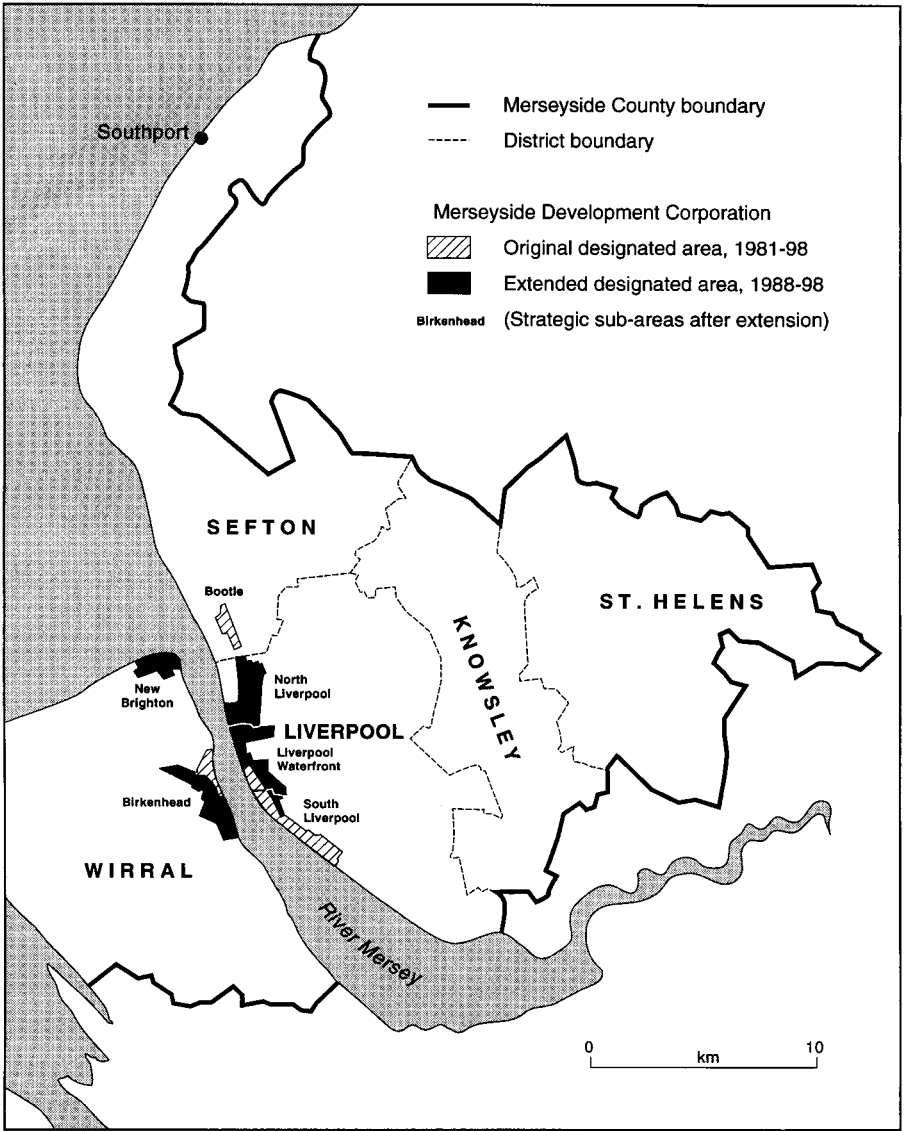 Southport
Merseyside County boundary
District boundary
Merseyside Development Corporation
Original designated area, 1981-98
Extended designated area, 1988-98
Birkenhead (Strategic sub-areas after extension)
SEFTON
Bootle
ST. HELENS
KNOWSLEY
New
Brighton
North
Liverpool
LIVERPOOL
Liverpool
Waterfront
Birkenhead
South
Liverpool
WIRRAL
River Mersey
0 10
km